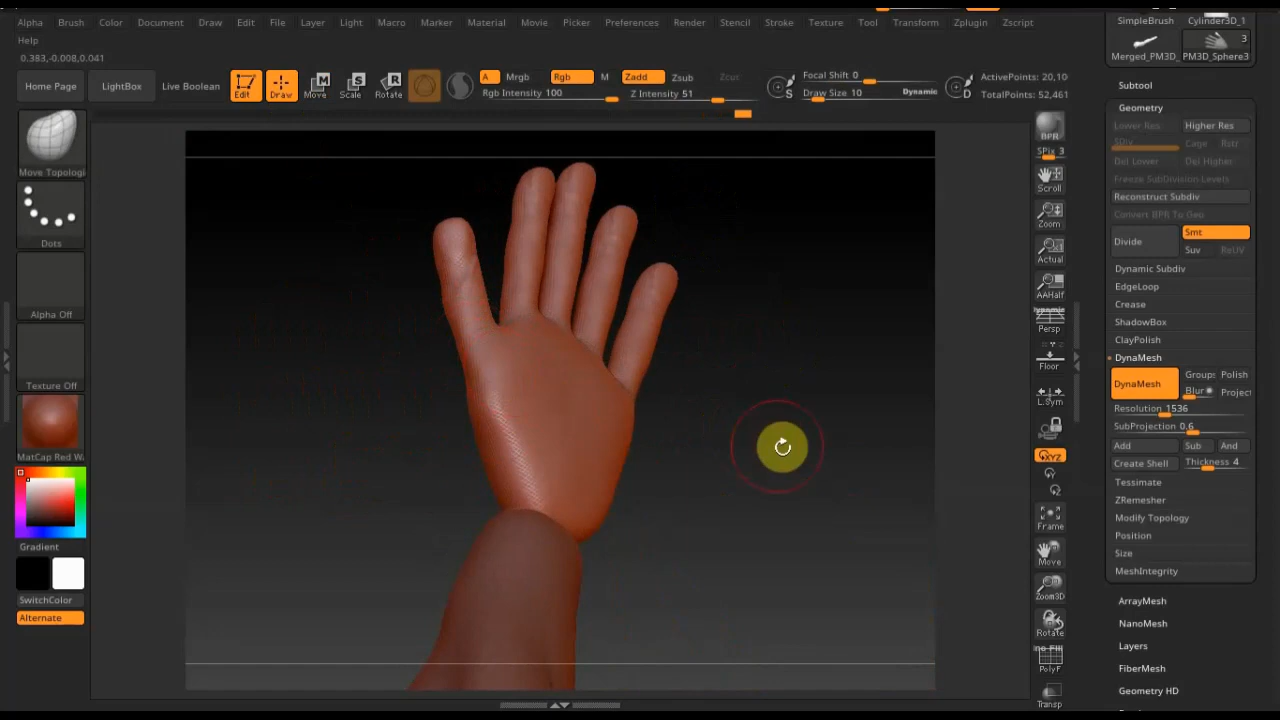 Alpha Brush Color Document Draw Edit File Layer Light Macro Marker Material Movie Picker Preferences Render Stencil Stroke Texture Tool Transform Zplugin Zscript
Help
0.383,-0.008,0.041
Home Page
LightBox
Live Boolean
Edit
Draw
Move
Scale
Rotate
A
Mrgb
Rgb
M
Rgb Intensity 100
Zadd
Zsub
Zcut
Z Intensity 51
Focal Shift 0
Draw Size 10
Dynamic
S
D
ActivePoints: 20,10
TotalPoints: 52,461
Move Topologi
Dots
Alpha Off
Texture Off
MatCap Red W
Gradient
SwitchColor
Alternate
BPR
SPix 3
Scroll
Zoom
Actual
AAHalf
Dynamic
Persp
Floor
L.Sym
XYZ
Y
Z
Frame
Move
Zoom3D
Rotate
PolyF
Transp
SimpleBrush Cylinder3D_1
3
Merged_PM3D_ PM3D_Sphere3
Subtool
Geometry
Lower Res Higher Res
SDiv Cage Rstr
Del Lower Del Higher
Freeze SubDivision Levels
Reconstruct Subdiv
Convert BPR To Geo
Divide
Smt
Suv ReUV
Dynamic Subdiv
EdgeLoop
Crease
ShadowBox
ClayPolish
DynaMesh
DynaMesh
Group Polish
Blur Project
Resolution 1536
SubProjection 0.6
Add Sub And
Create Shell Thickness 4
Tessimate
ZRemesher
Modify Topology
Position
Size
MeshIntegrity
ArrayMesh
NanoMesh
Layers
FiberMesh
Geometry HD